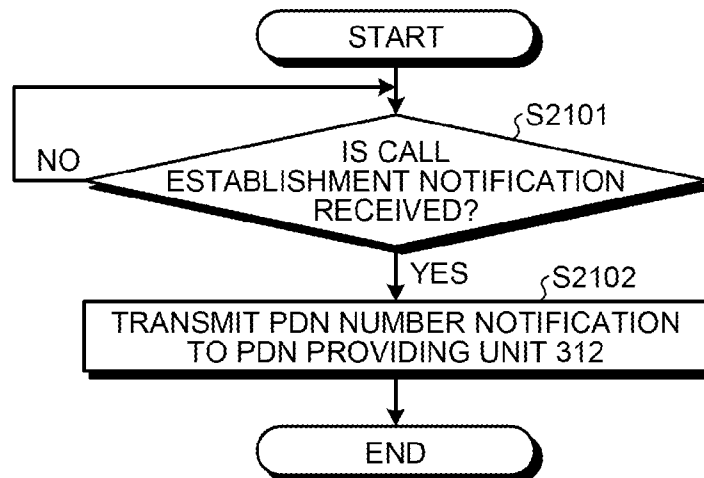 START
S2101
IS CALL
ESTABLISHMENT NOTIFICATION
RECEIVED?
NO
YES
S2102
TRANSMIT PDN NUMBER NOTIFICATION
TO PDN PROVIDING UNIT 312
END